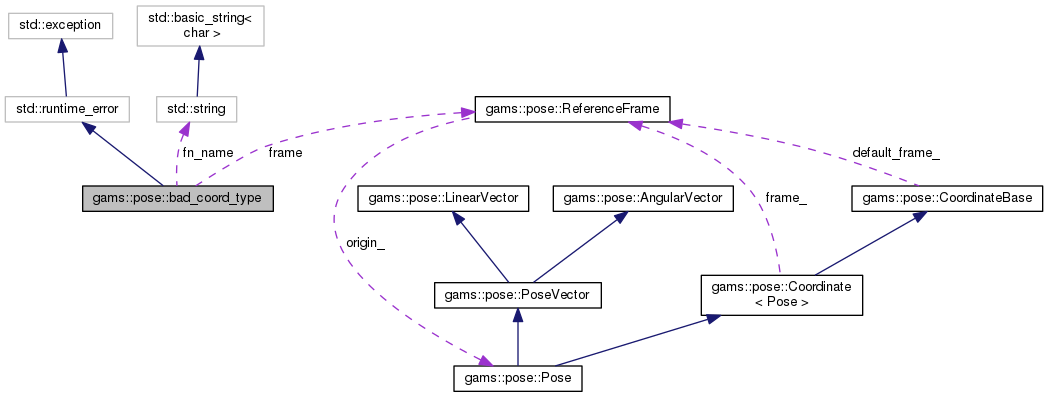 std::exception
std::basic_string<
char >
std::runtime_error
std::string
gams::pose::ReferenceFrame
fn_name
frame
default_frame_
gams::pose::bad_coord_type
gams::pose::LinearVector
gams::pose::AngularVector
frame_
gams::pose::CoordinateBase
origin_
gams::pose::PoseVector
gams::pose::Coordinate
< Pose >
gams::pose::Pose